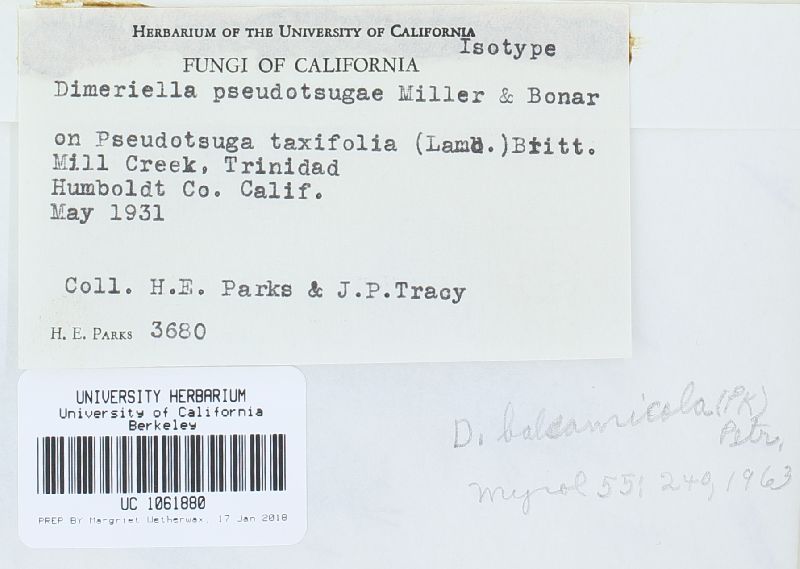 HERBARIUM OF THE UNIVERSITY OF CALIFORNIA
Isotype
FUNGI OF CALIFORNIA
Dimeriella pseudotsugae Miller & Bonar
on Pseudotsuga taxifolia (Lamb.)Britt.
Mill Creek, Trinidad
Humboldt Co. Calif.
May 1931
Coll. H.E. Parks & J.P.Tracy
H. E. PARKS 3680
UNIVERSITY HERBARIUM
University of California
Berkeley
UC 1061880
PREP BY Margriet Wetherwax, 17 Jan 2018
D. balsamicola (PK)
Petr.
Mycol 55, 240, 1963